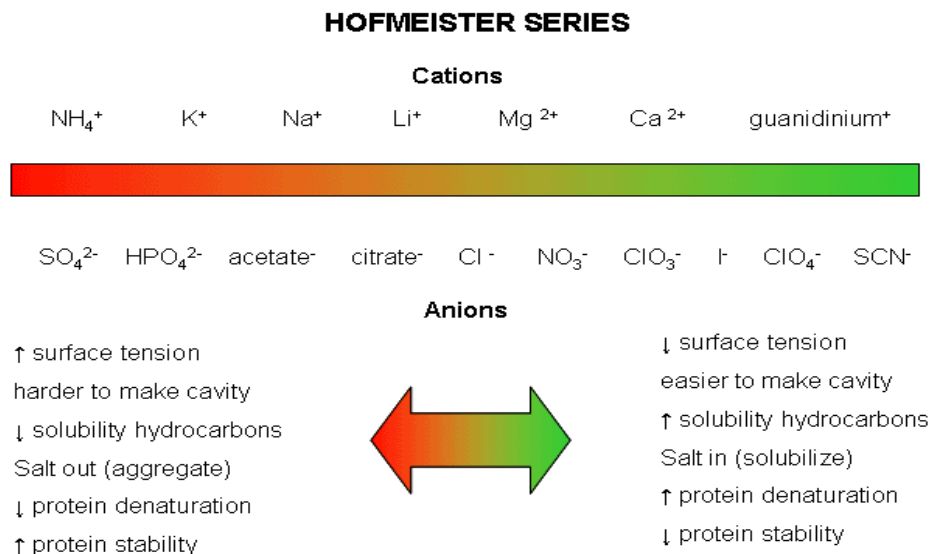 HOFMEISTER SERIES
Cations
NH₄⁺ K⁺ Na⁺ Li⁺ Mg ²⁺ Ca ²⁺ guanidinium⁺
SO₄²⁻ HPO₄²⁻ acetate⁻ citrate⁻ Cl ⁻ NO₃⁻ ClO₃⁻ I⁻ ClO₄⁻ SCN⁻
Anions
↑ surface tension
harder to make cavity
↓ solubility hydrocarbons
Salt out (aggregate)
↓ protein denaturation
↑ protein stability
↓ surface tension
easier to make cavity
↑ solubility hydrocarbons
Salt in (solubilize)
↑ protein denaturation
↓ protein stability